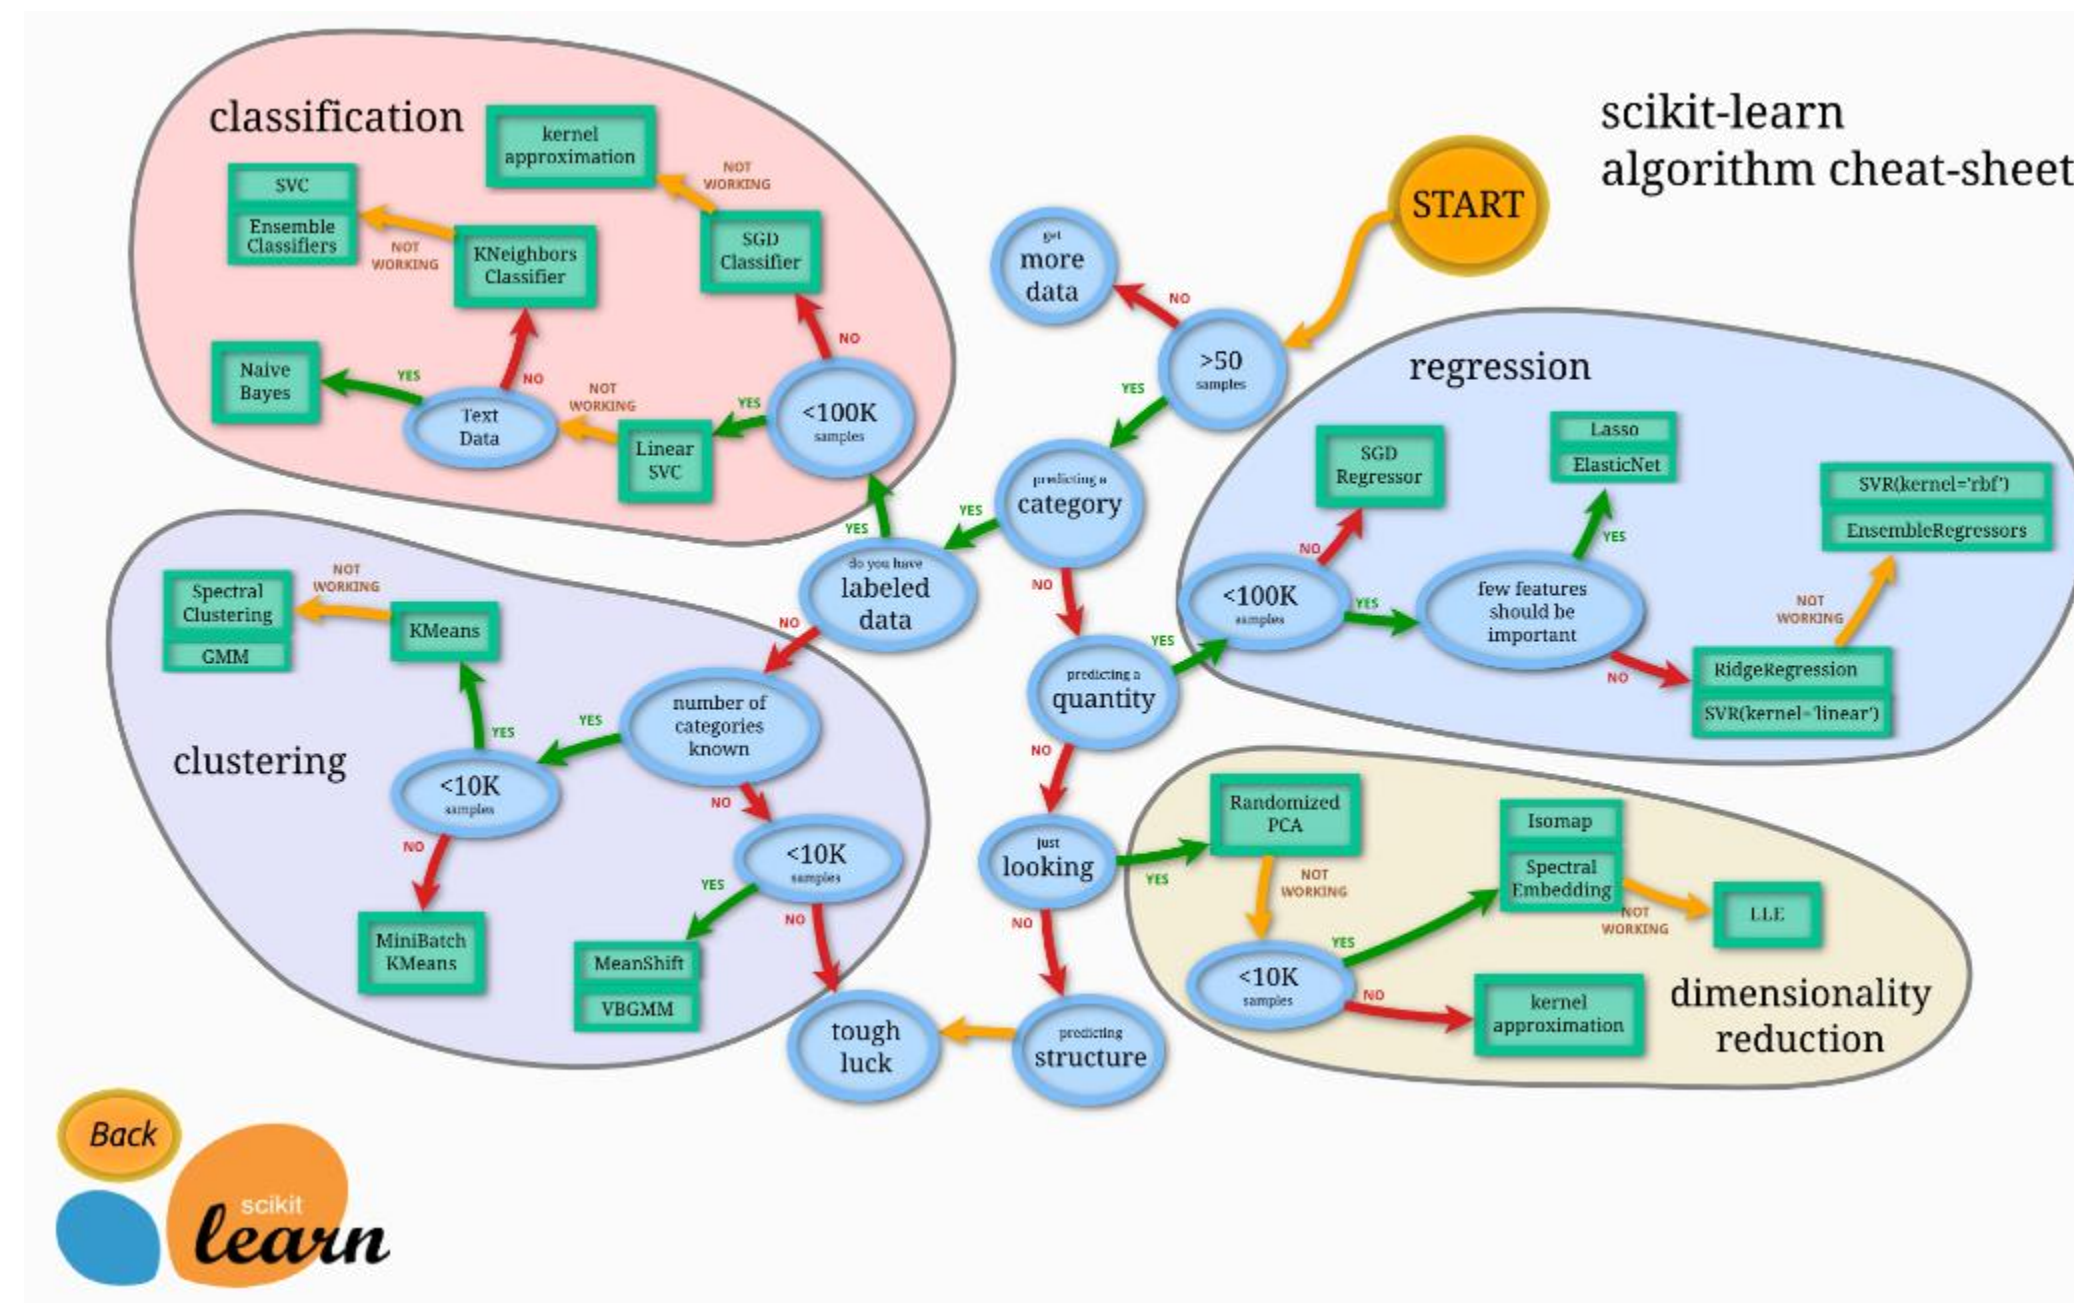 scikit-learn
algorithm cheat-sheet
START
classification
kernel
approximation
NOT
WORKING
SVC
Ensemble
Classifiers
NOT
WORKING
KNeighbors
Classifier
SGD
Classifier
NO
Naive
Bayes
YES
Text
Data
NO
NOT
WORKING
Linear
SVC
YES
<100K
samples
YES
get
more
data
NO
>50
samples
YES
predicting a
category
YES
NO
do you have
labeled
data
NO
predicting a
quantity
YES
NO
just
looking
YES
NO
predicting
structure
tough
luck
regression
SGD
Regressor
NO
<100K
samples
YES
few features
should be
important
YES
Lasso
ElasticNet
NO
RidgeRegression
SVR(kernel='linear')
NOT
WORKING
SVR(kernel='rbf')
EnsembleRegressors
clustering
Spectral
Clustering
GMM
NOT
WORKING
KMeans
YES
<10K
samples
YES
number of
categories
known
NO
NO
MiniBatch
KMeans
<10K
samples
YES
NO
MeanShift
VBGMM
dimensionality
reduction
Randomized
PCA
NOT
WORKING
<10K
samples
YES
NO
Isomap
Spectral
Embedding
NOT
WORKING
LLE
kernel
approximation
Back
scikit
learn